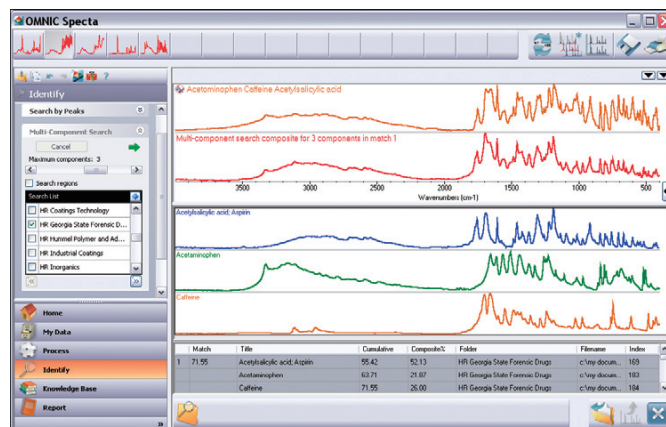 OMNIC Specta
Identify
Search by Peaks
Multi-Component Search
Cancel
Maximum components: 3
Search regions
Search List
HR Coatings Technology
HR Georgia State Forensic D...
HR Hummel Polymer and Ad...
HR Industrial Coatings
HR Inorganics
Home
My Data
Process
Identify
Knowledge Base
Report
Acetominophen Caffeine Acetylsalicylic acid
Multi-component search composite for 3 components in match 1
3500 3000 2500 2000 1500 1000 500
Wavenumbers (cm-1)
Acetylsalicylic acid; Aspirin
Acetaminophen
Caffeine
Match Title Cumulative Composite% Folder Filename Index
1 71.55 Acetylsalicylic acid; Aspirin 55.42 52.13 HR Georgia State Forensic Drugs c:\my docum... 169
Acetaminophen 63.71 21.87 HR Georgia State Forensic Drugs c:\my docum... 183
Caffeine 71.55 26.00 HR Georgia State Forensic Drugs c:\my docum... 184